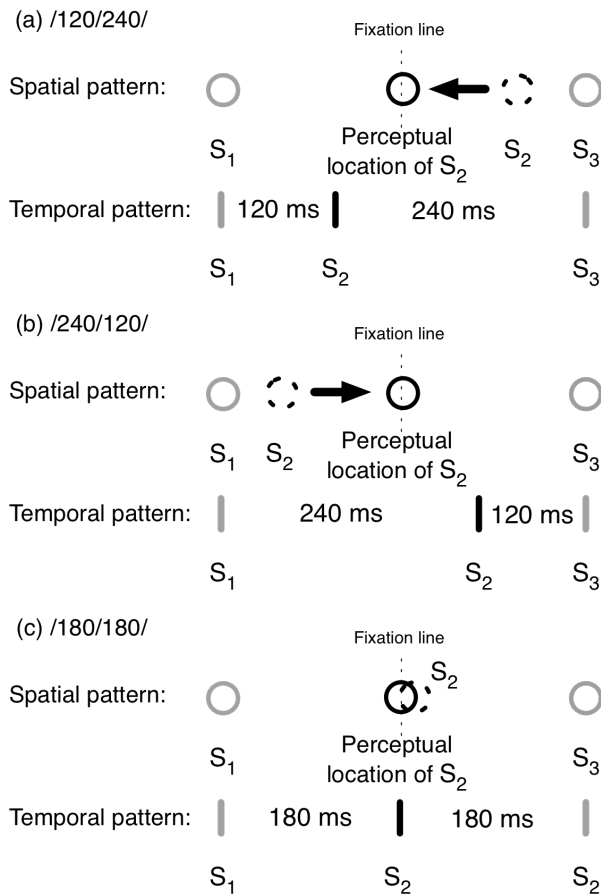 (a) /120/240/
Fixation line
Spatial pattern:
S1 Perceptual S2 S3
location of S2
Temporal pattern: 120 ms 240 ms
S1 S2 S3
(b) /240/120/
Fixation line
Spatial pattern:
S1 S2 Perceptual S3
location of S2
Temporal pattern: 240 ms 120 ms
S1 S2 S3
(c) /180/180/
Fixation line
S2
Spatial pattern:
S1 Perceptual S3
location of S2
Temporal pattern: 180 ms 180 ms
S1 S2 S2